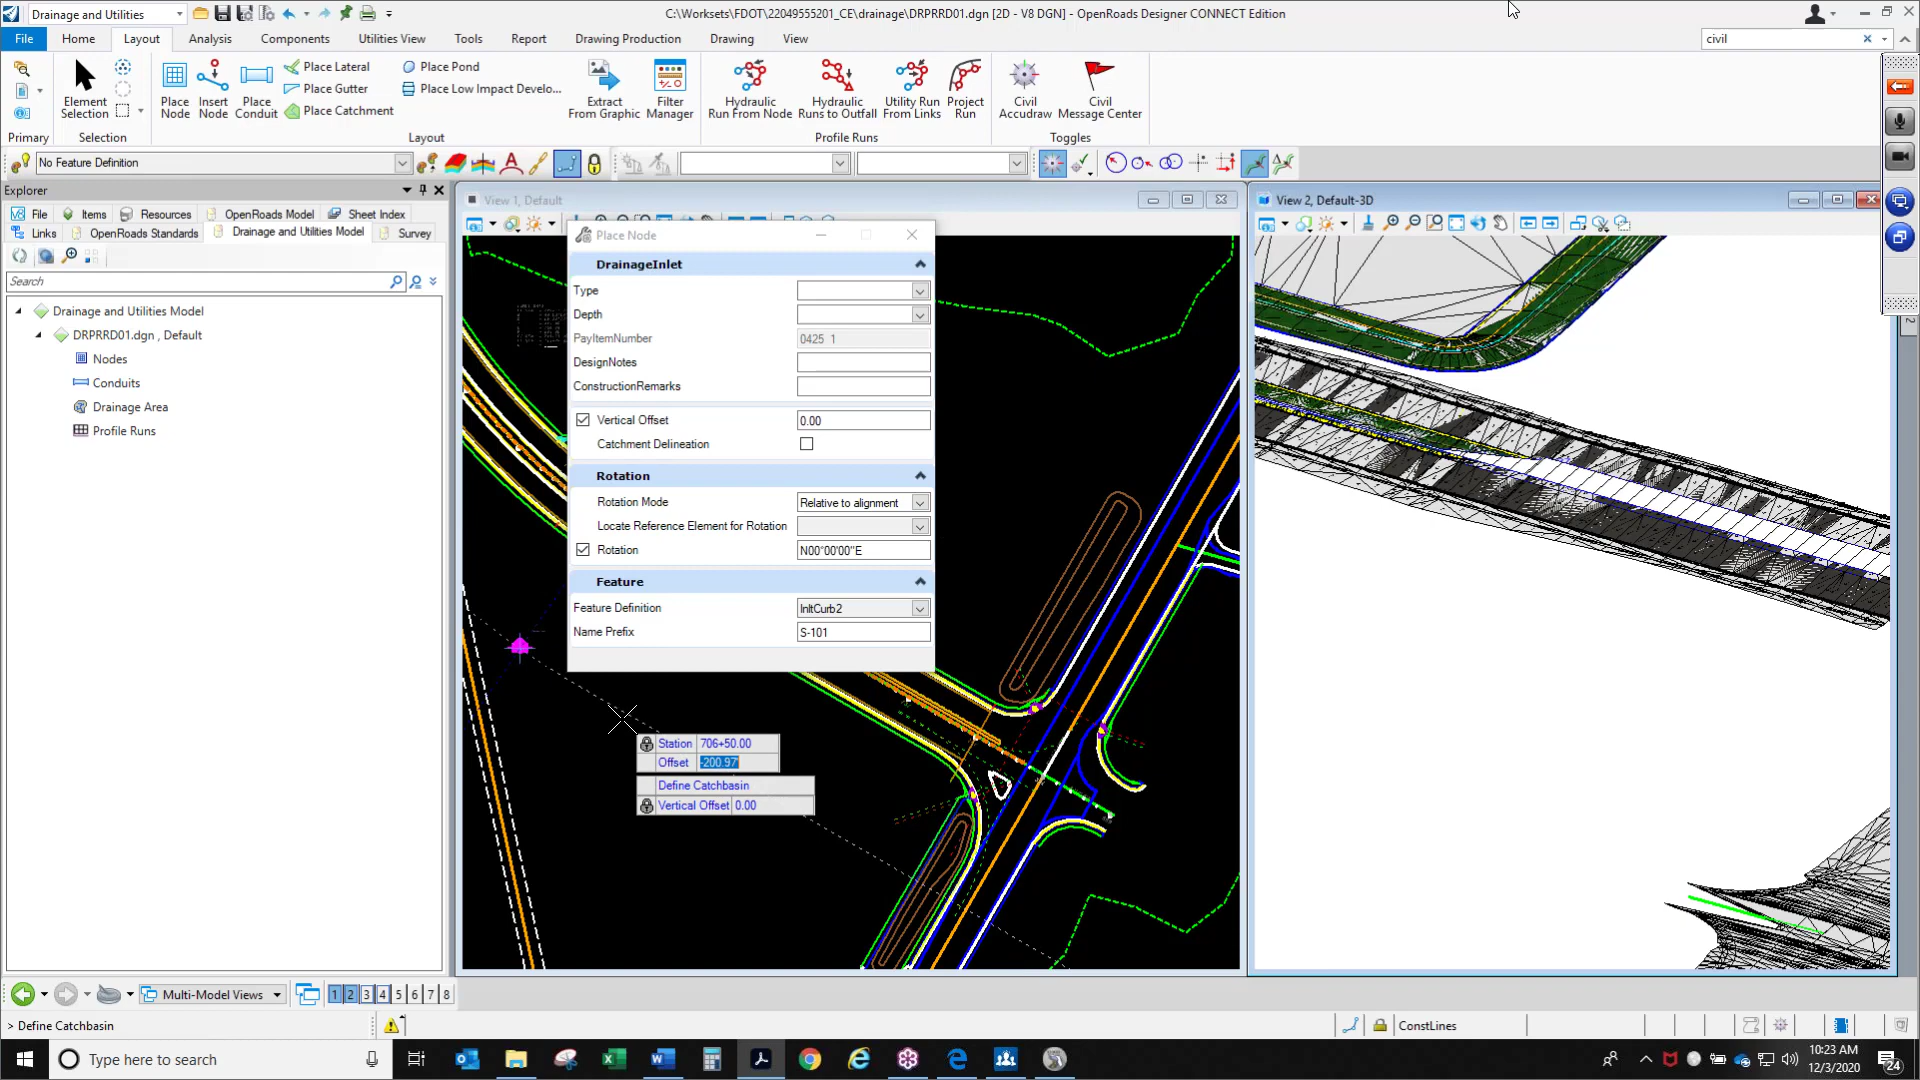 Drainage and Utilities
C:\Worksets\FDOT\22049555201_CE\drainage\DRPRRD01.dgn [2D - V8 DGN] - OpenRoads Designer CONNECT Edition
File Home Layout Analysis Components Utilities View Tools Report Drawing Production Drawing View
civil
Element Selection
Place Node
Insert Node
Place Conduit
Place Lateral
Place Gutter
Place Catchment
Place Pond
Place Low Impact Develo...
Extract From Graphic
Filter Manager
Hydraulic Run From Node
Hydraulic Runs to Outfall
Utility Run From Links
Project Run
Civil Accudraw
Civil Message Center
Primary Selection Layout Profile Runs Toggles
No Feature Definition
Explorer
File Items Resources OpenRoads Model Sheet Index
Links OpenRoads Standards Drainage and Utilities Model Survey
Search
Drainage and Utilities Model
DRPRRD01.dgn , Default
Nodes
Conduits
Drainage Area
Profile Runs
View 1, Default
View 2, Default-3D
Place Node
DrainageInlet
Type
Depth
PayItemNumber 0425 1
DesignNotes
ConstructionRemarks
Vertical Offset 0.00
Catchment Delineation
Rotation
Rotation Mode Relative to alignment
Locate Reference Element for Rotation
Rotation N00°00'00"E
Feature
Feature Definition InltCurb2
Name Prefix S-101
Station 706+50.00
Offset -200.97'
Define Catchbasin
Vertical Offset 0.00
Multi-Model Views 1 2 3 4 5 6 7 8
> Define Catchbasin
ConstLines
Type here to search
10:23 AM
12/3/2020
24